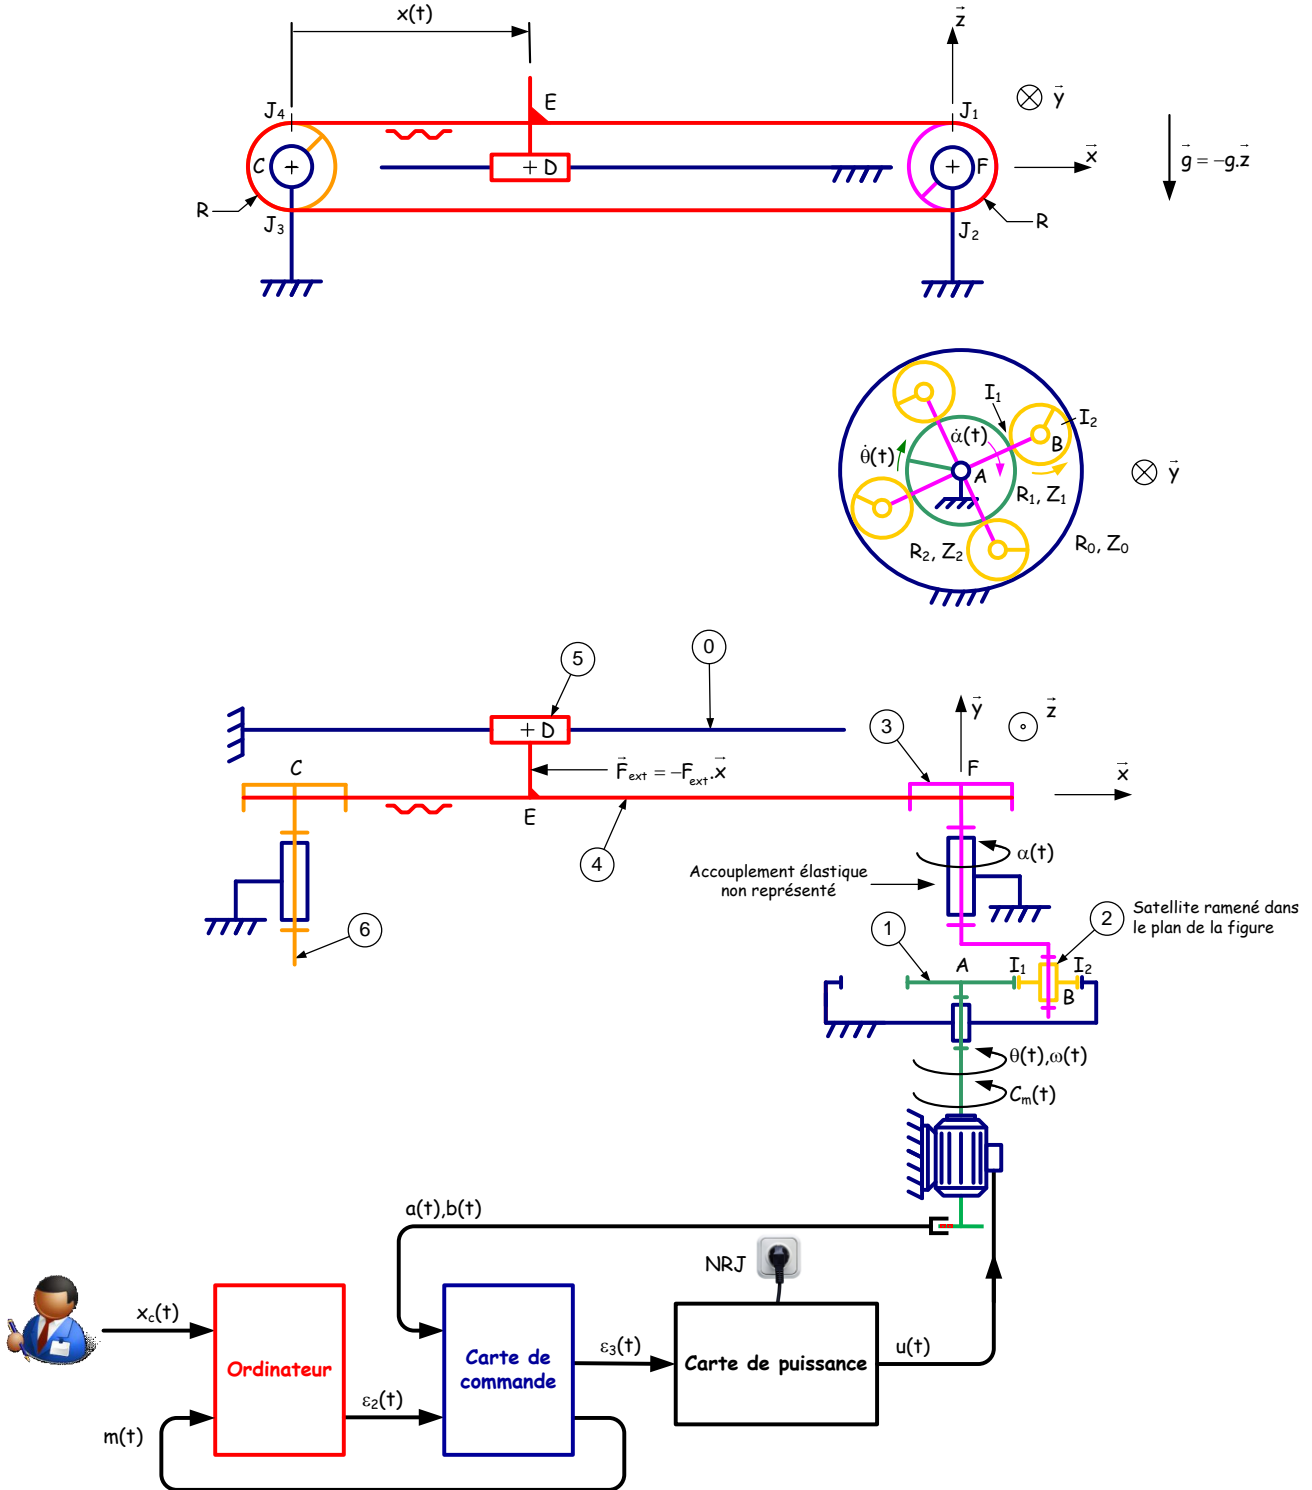 x(t)
z⃗
E
J₄
J₁
⊗ y⃗
C
D
F
x⃗
g⃗ = -g.z⃗
R
J₃
J₂
R
I₁
I₂
α̇(t)
θ̇(t)
B
A
⊗ y⃗
R₁, Z₁
R₂, Z₂
R₀, Z₀
5
0
y⃗
z⃗
D
3
C
F
x⃗
F⃗ext = -Fext.x⃗
E
4
α(t)
Accouplement élastique
non représenté
2
Satellite ramené dans
le plan de la figure
1
6
A
I₁
I₂
B
θ(t),ω(t)
Cm(t)
a(t),b(t)
NRJ
xc(t)
Ordinateur
ε₂(t)
Carte de
commande
ε₃(t)
Carte de puissance
u(t)
m(t)